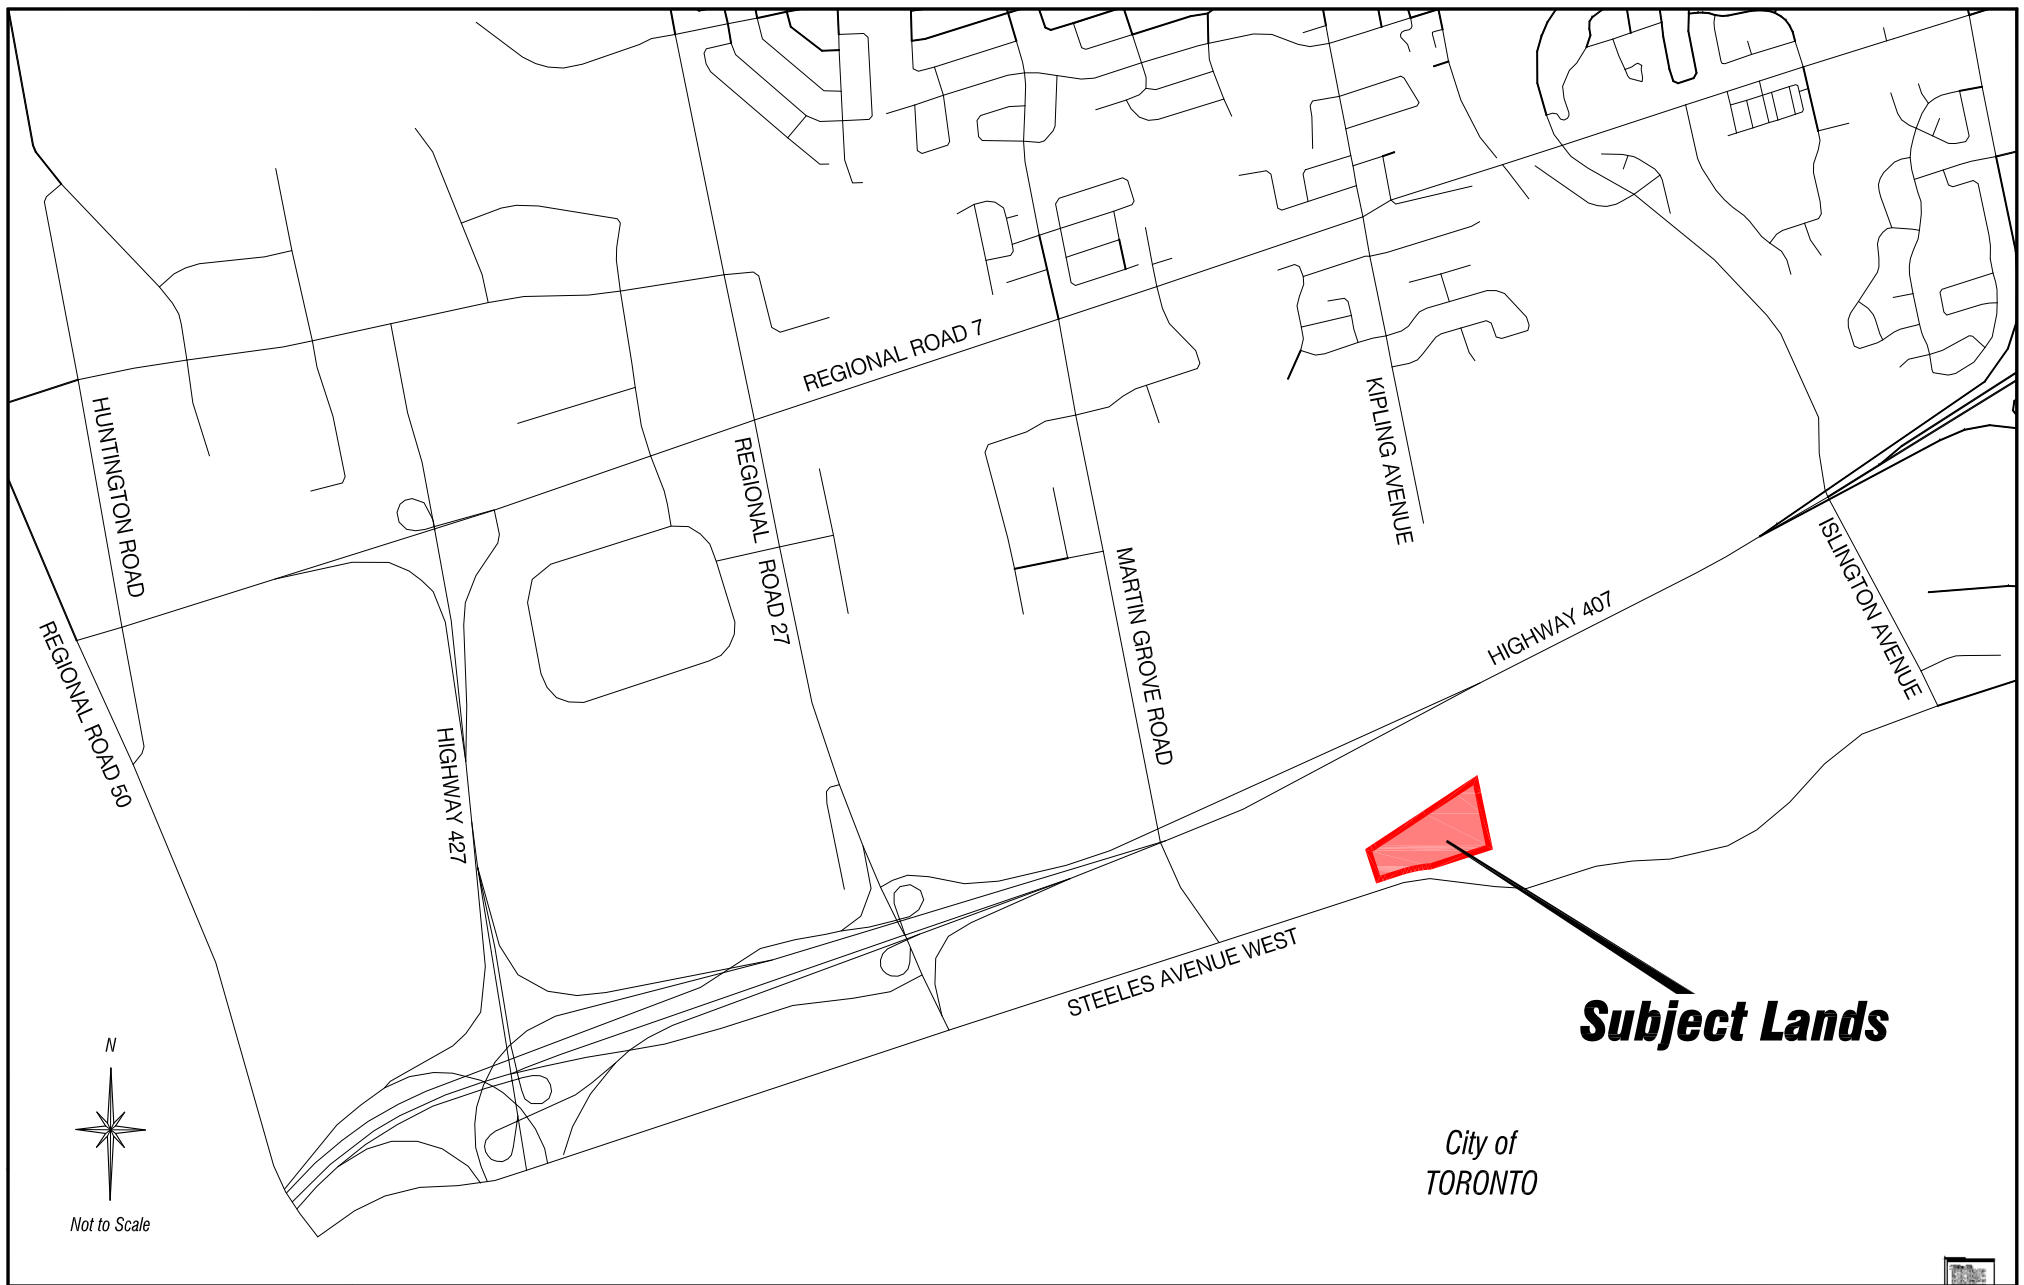 REGIONAL ROAD 7
HUNTINGTON ROAD
KIPLING AVENUE
REGIONAL ROAD 27
ISLINGTON AVENUE
MARTIN GROVE ROAD
HIGHWAY 407
REGIONAL ROAD 50
HIGHWAY 427
STEELES AVENUE WEST
Subject Lands
N
Not to Scale
City of
TORONTO